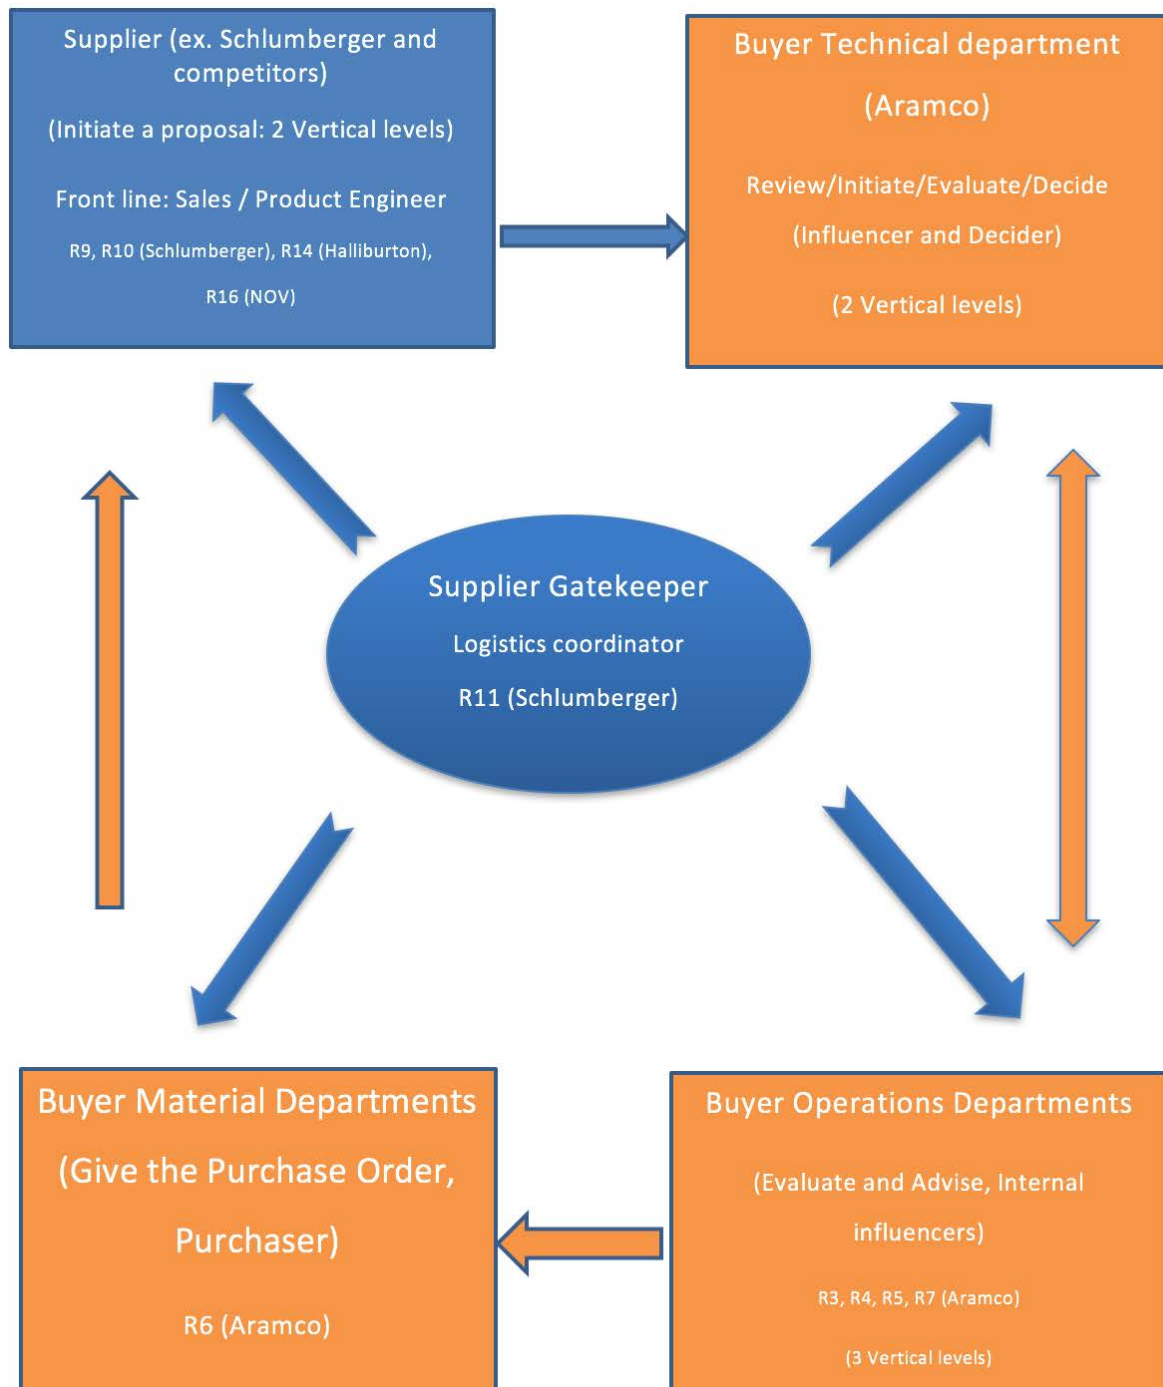 Supplier (ex. Schlumberger and
competitors)
(Initiate a proposal: 2 Vertical levels)
Front line: Sales / Product Engineer
R9, R10 (Schlumberger), R14 (Halliburton),
R16 (NOV)
Buyer Technical department
(Aramco)
Review/Initiate/Evaluate/Decide
(Influencer and Decider)
(2 Vertical levels)
Supplier Gatekeeper
Logistics coordinator
R11 (Schlumberger)
Buyer Material Departments
(Give the Purchase Order,
Purchaser)
R6 (Aramco)
Buyer Operations Departments
(Evaluate and Advise, Internal
influencers)
R3, R4, R5, R7 (Aramco)
(3 Vertical levels)